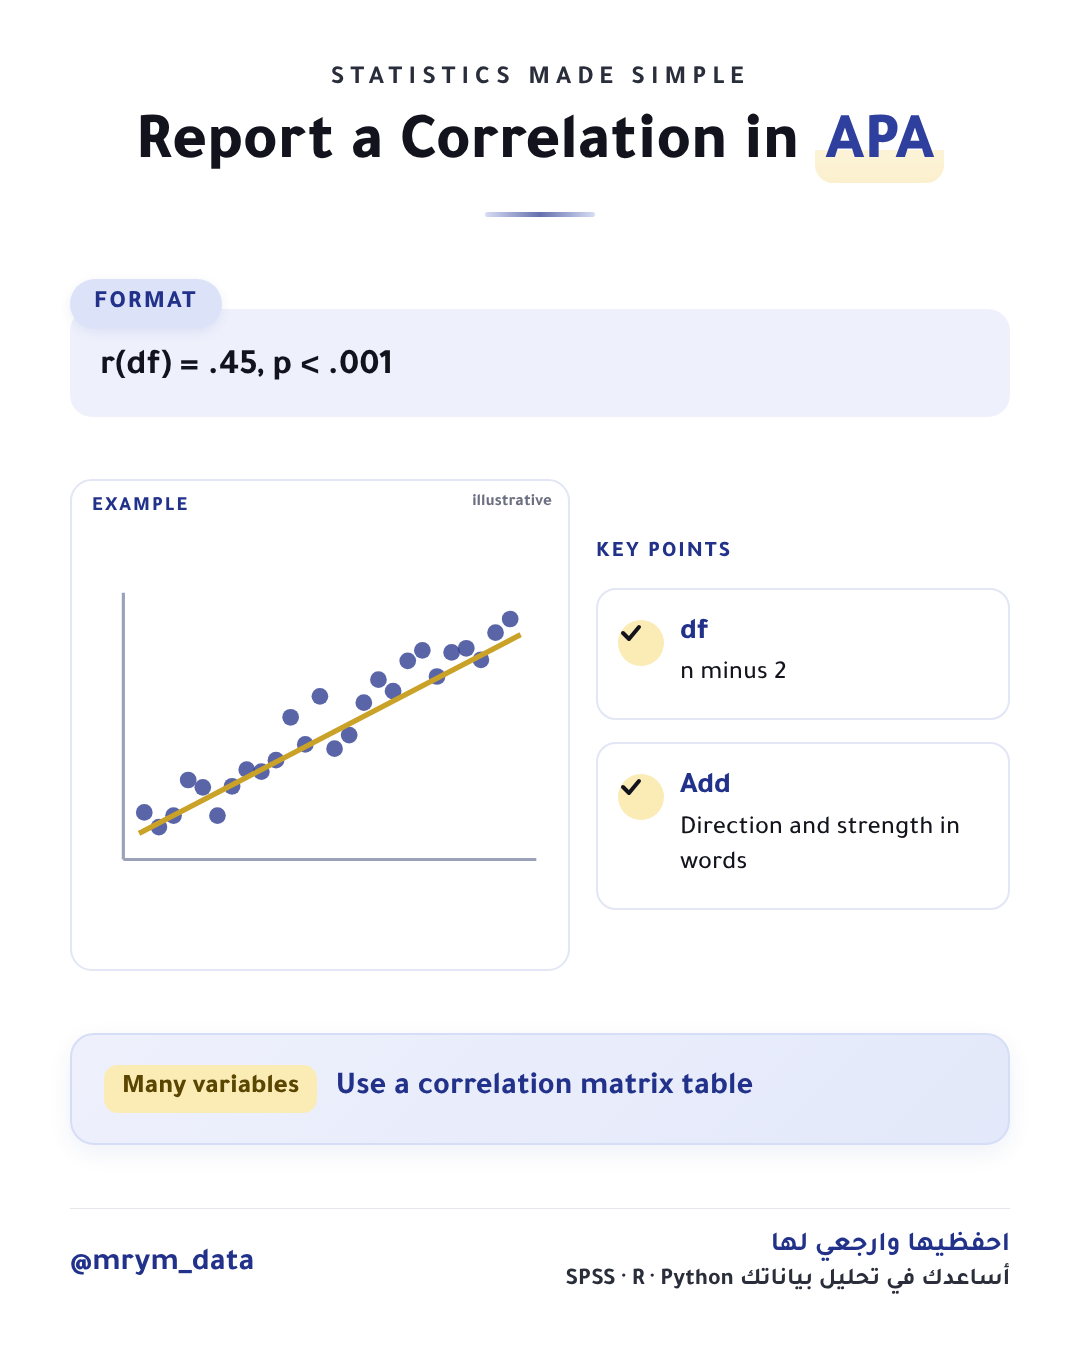 STATISTICS MADE SIMPLE
Report a Correlation in APA
FORMAT
r(df) = .45, p < .001
EXAMPLE
illustrative
KEY POINTS
df
n minus 2
Add
Direction and strength in
words
Many variables
Use a correlation matrix table
@mrym_data
احفظيها وارجعي لها
أساعدك في تحليل بياناتك SPSS · R · Python